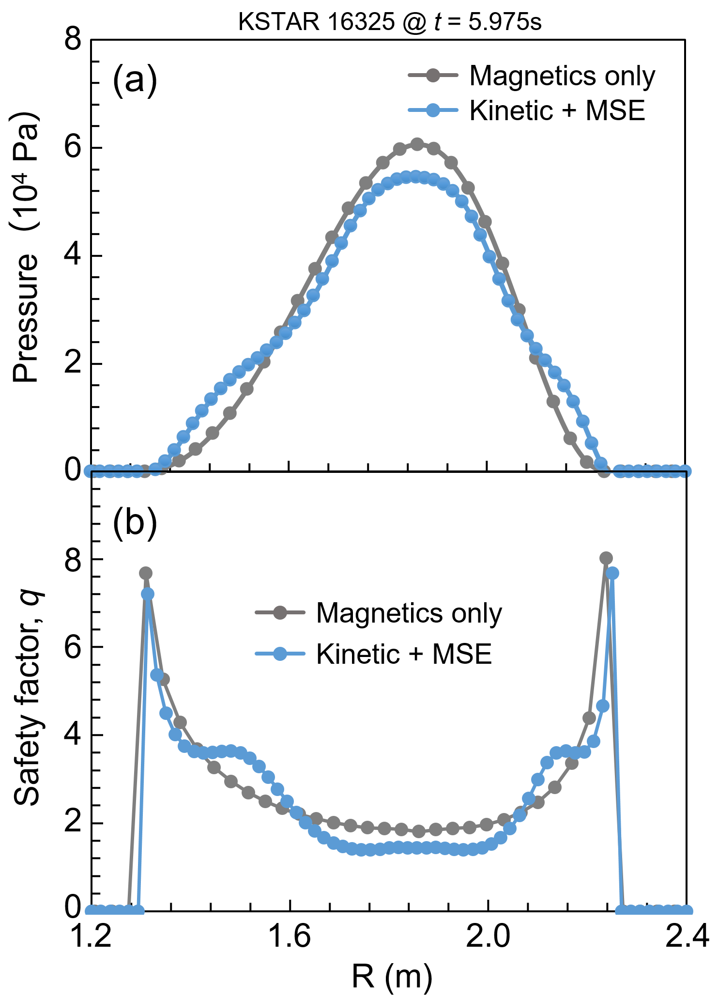 KSTAR 16325 @ t = 5.975s
8
(a)
Magnetics only
Kinetic + MSE
6
4
2
0
Pressure (10⁴ Pa)
(b)
8
Magnetics only
6
Kinetic + MSE
4
2
0
Safety factor, q
1.2 1.6 2.0 2.4
R (m)